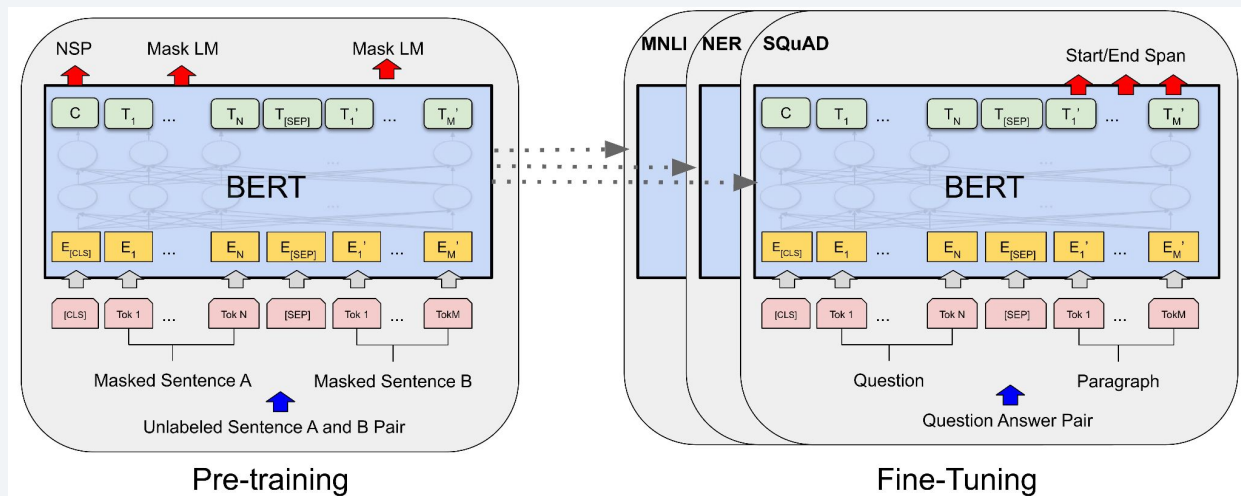 NSP Mask LM Mask LM
C T1 ... TN T[SEP] T1' ... TM'
...
BERT
...
E[CLS] E1 ... EN E[SEP] E1' ... EM'
[CLS] Tok 1 ... Tok N [SEP] Tok 1 ... TokM
Masked Sentence A Masked Sentence B
Unlabeled Sentence A and B Pair
Pre-training
MNLI NER SQuAD
Start/End Span
C T1 ... TN T[SEP] T1' ... TM'
...
BERT
...
E[CLS] E1 ... EN E[SEP] E1' ... EM'
[CLS] Tok 1 ... Tok N [SEP] Tok 1 ... TokM
Question Paragraph
Question Answer Pair
Fine-Tuning